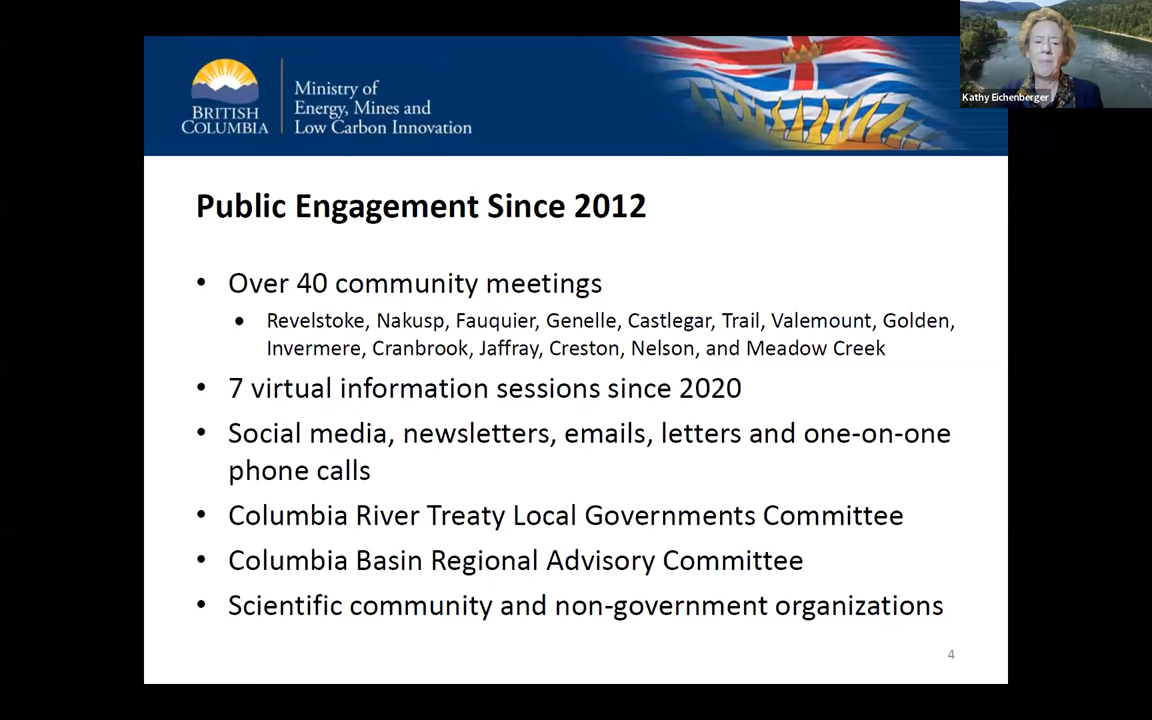 BRITISH
COLUMBIA
Ministry of
Energy, Mines and
Low Carbon Innovation
Kathy Eichenberger
Public Engagement Since 2012
• Over 40 community meetings
• Revelstoke, Nakusp, Fauquier, Genelle, Castlegar, Trail, Valemount, Golden,
Invermere, Cranbrook, Jaffray, Creston, Nelson, and Meadow Creek
• 7 virtual information sessions since 2020
• Social media, newsletters, emails, letters and one-on-one
phone calls
• Columbia River Treaty Local Governments Committee
• Columbia Basin Regional Advisory Committee
• Scientific community and non-government organizations
4